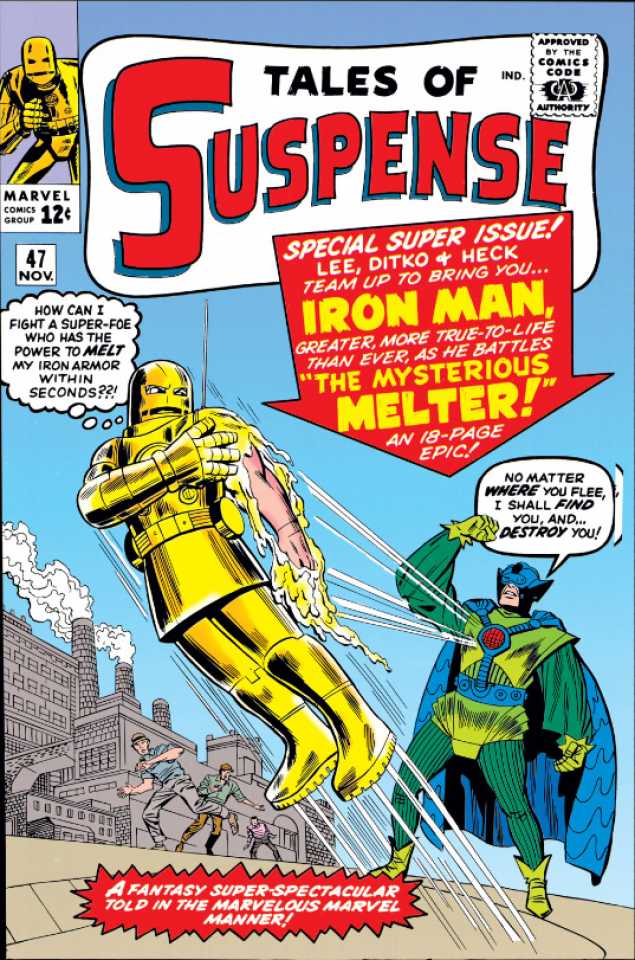 TALES OF
SUSPENSE
IND.
APPROVED
BY THE
COMICS
CODE
CA
AUTHORITY
MARVEL
COMICS
GROUP 12¢
47
NOV.
SPECIAL SUPER ISSUE!
LEE, DITKO & HECK
TEAM UP TO BRING YOU...
IRON MAN,
GREATER, MORE TRUE-TO-LIFE
THAN EVER, AS HE BATTLES
"THE MYSTERIOUS
MELTER!"
AN 18-PAGE
EPIC!
HOW CAN I
FIGHT A SUPER-FOE
WHO HAS THE
POWER TO MELT
MY IRON ARMOR
WITHIN
SECONDS??!
NO MATTER
WHERE YOU FLEE,
I SHALL FIND
YOU, AND...
DESTROY YOU!
A FANTASY SUPER-SPECTACULAR
TOLD IN THE MARVELOUS MARVEL
MANNER!